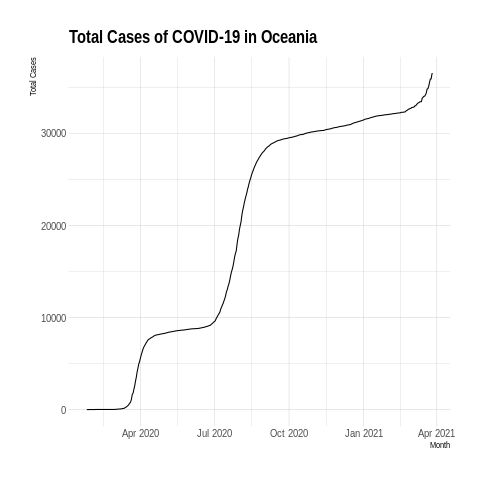 Total Cases of COVID-19 in Oceania
Total Cases
30000
20000
10000
0
Apr 2020 Jul 2020 Oct 2020 Jan 2021 Apr 2021
Month